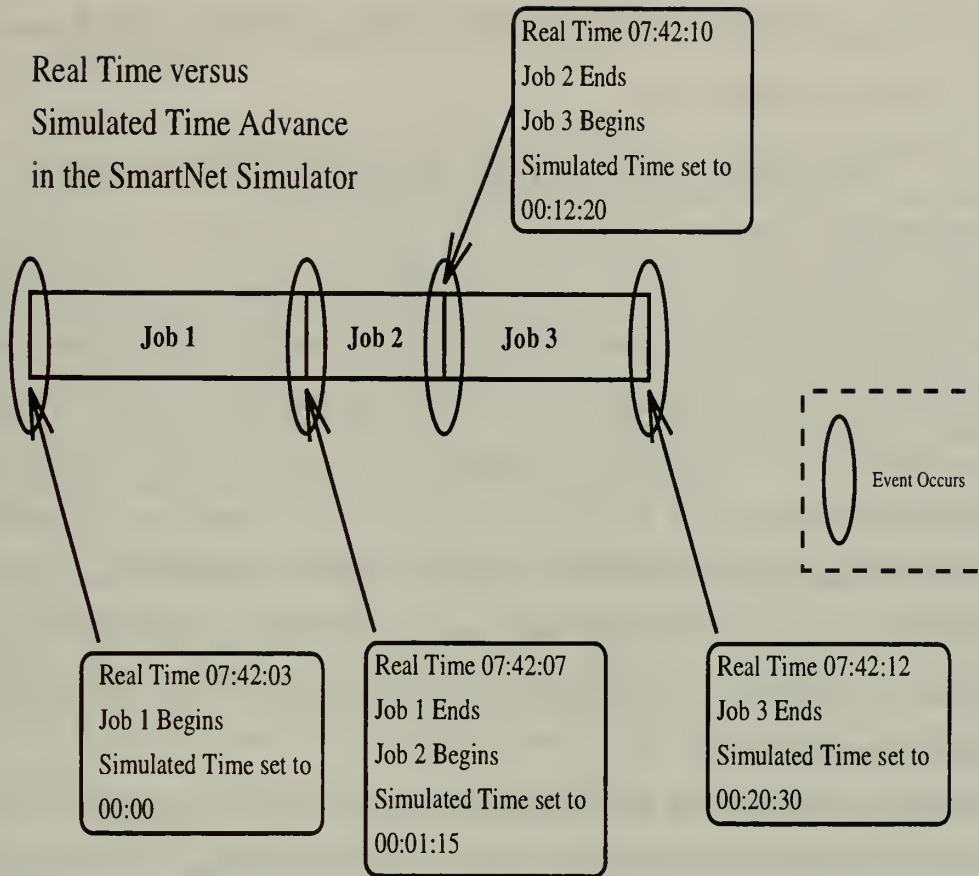 Real Time versus
Simulated Time Advance
in the SmartNet Simulator
Real Time 07:42:10
Job 2 Ends
Job 3 Begins
Simulated Time set to
00:12:20
Job 1
Job 2
Job 3
Event Occurs
Real Time 07:42:03
Job 1 Begins
Simulated Time set to
00:00
Real Time 07:42:07
Job 1 Ends
Job 2 Begins
Simulated Time set to
00:01:15
Real Time 07:42:12
Job 3 Ends
Simulated Time set to
00:20:30